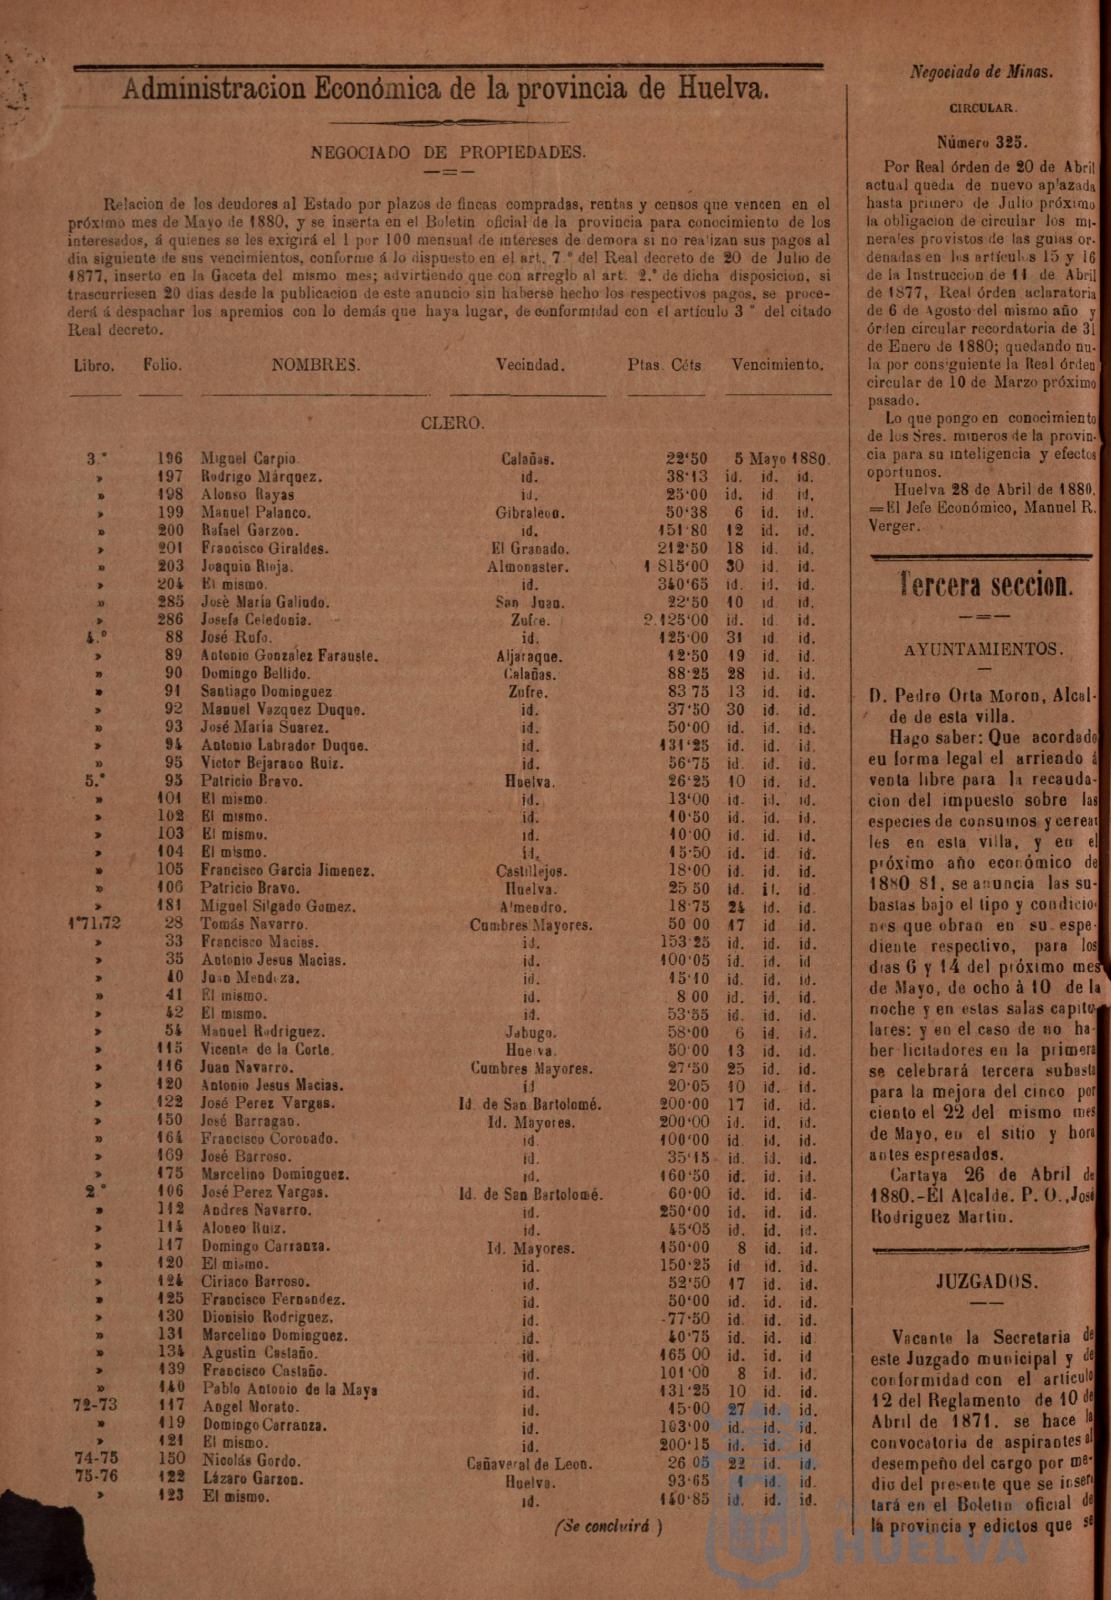 Administracion Económica de la provincia de Huelva.
NEGOCIADO DE PROPIEDADES.
Relacion de los deudores al Estado por plazos de fincas compradas, rentas y censos que vencen en el
próximo mes de Mayo de 1880, y se inserta en el Boletin oficial de la provincia para conocimiento de los
interesados, á quienes se les exigirá el 1 por 100 mensual de intereses de demora si no realizan sus pagos al
dia siguiente de sus vencimientos, conforme á lo dispuesto en el art. 7.º del Real decreto de 20 de Julio de
1877, inserto en la Gaceta del mismo mes; advirtiendo que con arreglo al art. 2.º de dicha disposicion, si
trascurriesen 20 dias desde la publicacion de este anuncio sin haberse hecho los respectivos pagos, se proce-
derá á despachar los apremios con lo demás que haya lugar, de conformidad con el artículo 3 º del citado
Real decreto.
Libro. Folio. NOMBRES. Vecindad. Ptas. Cénts Vencimiento.
CLERO.
3.º 196 Miguel Carpio. Calañas. 22'50 5 Mayo 1880.
» 197 Rodrigo Márquez. id. 38'13 id. id. id.
» 198 Alonso Rayas id. 25'00 id. id id.
» 199 Manuel Palanco. Gibraleon. 50'38 6 id. id.
» 200 Rafael Garzon. id. 151'80 12 id. id.
» 201 Francisco Giraldes. El Granado. 212'50 18 id. id.
» 203 Joaquin Rioja. Almonaster. 1 815'00 30 id. id.
» 204 El mismo. id. 340'65 id. id. id.
» 285 José María Galindo. San Juan. 22'50 10 id id.
» 286 Josefa Celedonia. Zufre. 2.125'00 id. id. id.
4.º 88 José Rufo. id. 125'00 31 id. id.
» 89 Antonio Gonzalez Farauste. Aljaraque. 12'50 19 id. id.
» 90 Domingo Bellido. Calañas. 88'25 28 id. id.
» 91 Santiago Dominguez Zufre. 83 75 13 id. id.
» 92 Manuel Vazquez Duque. id. 37'50 30 id. id.
» 93 José María Suarez. id. 50'00 id. id. id.
» 94 Antonio Labrador Duque. id. 131'25 id. id. id.
» 95 Victor Bejarano Ruiz. id. 56'75 id. id. id.
5.º 95 Patricio Bravo. Huelva. 26'25 10 id. id.
» 101 El mismo. id. 13'00 id. id. id.
» 102 El mismo. id. 10'50 id. id. id.
» 103 El mismo. id. 10'00 id. id. id.
» 104 El mismo. id. 15'50 id. id. id.
» 105 Francisco Garcia Jimenez. Castillejos. 18'00 id. id. id.
» 106 Patricio Bravo. Huelva. 25 50 id. id. id
» 181 Miguel Silgado Gomez. Almendro. 18'75 24 id. id.
1º71-72 28 Tomás Navarro. Cumbres Mayores. 50 00 17 id id.
» 33 Francisco Macias. id. 153'25 id. id. id.
» 35 Antonio Jesus Macias. id. 100'05 id. id. id
» 40 Juan Mendoza. id. 15'10 id. id. id.
» 41 El mismo. id. 8 00 id. id. id.
» 42 El mismo. id. 53'55 id. id. id.
» 54 Manuel Rodriguez. Jabugo. 58'00 6 id. id.
» 115 Vicente de la Corte. Huelva. 50'00 13 id. id.
» 116 Juan Navarro. Cumbres Mayores. 27'50 25 id. id.
» 120 Antonio Jesus Macias. id 20'05 10 id. id.
» 122 José Perez Vargas. Id. de San Bartolomé. 200'00 17 id. id.
» 150 José Barragan. Id. Mayores. 200'00 id. id. id.
» 164 Francisco Coronado. id. 100'00 id id. id.
» 169 José Barroso. id. 35'15 id. id. id.
» 175 Marcelino Dominguez. id. 160'50 id. id. id.
2.º 106 José Perez Vargas. Id. de San Bartolomé. 60'00 id. id. id.
» 112 Andres Navarro. id. 250'00 id. id. id.
» 114 Alonso Ruiz. id. 45'05 id. id. id.
» 117 Domingo Carranza. Id. Mayores. 150'00 8 id. id.
» 120 El mismo. id. 150'25 id id. id.
» 124 Ciriaco Barroso. id. 52'50 17 id. id.
» 125 Francisco Fernandez. id. 50'00 id. id. id.
» 130 Dionisio Rodriguez. id. 77'50 id. id. id.
» 131 Marcelino Dominguez. id. 40'75 id. id. id.
» 134 Agustin Castaño. id. 165 00 id. id. id
» 139 Francisco Castaño. id. 101'00 8 id. id.
» 140 Pablo Antonio de la Maya id. 131'25 10 id. id.
72-73 117 Angel Morato. id. 15'00 27 id. id.
» 119 Domingo Carranza. id. 103'00 id. id. id.
» 121 El mismo. id. 200'15 id. id. id
74-75 150 Nicolás Gordo. Cañaveral de Leon. 26 05 22 id. id.
75-76 122 Lázaro Garzon. Huelva. 93'65 1 id. id.
» 123 El mismo. id. 140'85 id. id. id.
(Se concluirá )
Negociado de Minas.
CIRCULAR.
Número 325.
Por Real órden de 20 de Abril
actual queda de nuevo aplazada
hasta primero de Julio próximo
la obligacion de circular los mi-
nerales provistos de las guias or-
denadas en los artículos 15 y 16
de la Instruccion de 11 de Abril
de 1877, Real órden aclaratoria
de 6 de Agosto del mismo año y
órden circular recordatoria de 31
de Enero de 1880; quedando nu-
la por consiguiente la Real órden
circular de 10 de Marzo próximo
pasado.
Lo que pongo en conocimiento
de los Sres. mineros de la provin-
cia para su inteligencia y efectos
oportunos.
Huelva 28 de Abril de 1880.
=El Jefe Económico, Manuel R.
Verger.
Tercera seccion.
AYUNTAMIENTOS.
D. Pedro Orta Moron, Alcal-
de de esta villa.
Hago saber: Que acordado
en forma legal el arriendo á
venta libre para la recauda-
cion del impuesto sobre las
especies de consumos y cerea-
les en esta villa, y en el
próximo año económico de
1880 81, se anuncia las su-
bastas bajo el tipo y condicio-
nes que obran en su espe-
diente respectivo, para los
dias 6 y 14 del próximo mes
de Mayo, de ocho á 10 de la
noche y en estas salas capitu-
lares: y en el caso de no ha-
ber licitadores en la primera
se celebrará tercera subasta
para la mejora del cinco por
ciento el 22 del mismo mes
de Mayo, en el sitio y hora
antes espresados.
Cartaya 26 de Abril de
1880.-El Alcalde. P. O., José
Rodriguez Martin.
JUZGADOS.
Vacante la Secretaria de
este Juzgado municipal y de
conformidad con el artículo
12 del Reglamento de 10 de
Abril de 1871, se hace la
convocatoria de aspirantes al
desempeño del cargo por me-
dio del presente que se inser-
tará en el Boletin oficial de
la provincia y edictos que se
HUELVA